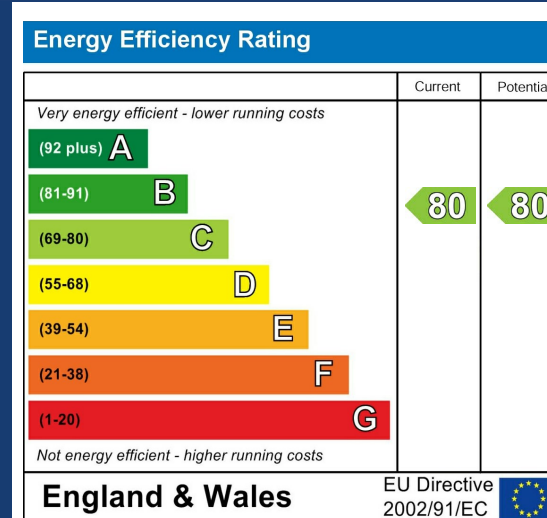 Energy Efficiency Rating
Current Potentia
Very energy efficient - lower running costs
(92 plus) A
(81-91) B
80 80
(69-80) C
(55-68) D
(39-54) E
(21-38) F
(1-20) G
Not energy efficient - higher running costs
England & Wales
EU Directive
2002/91/EC